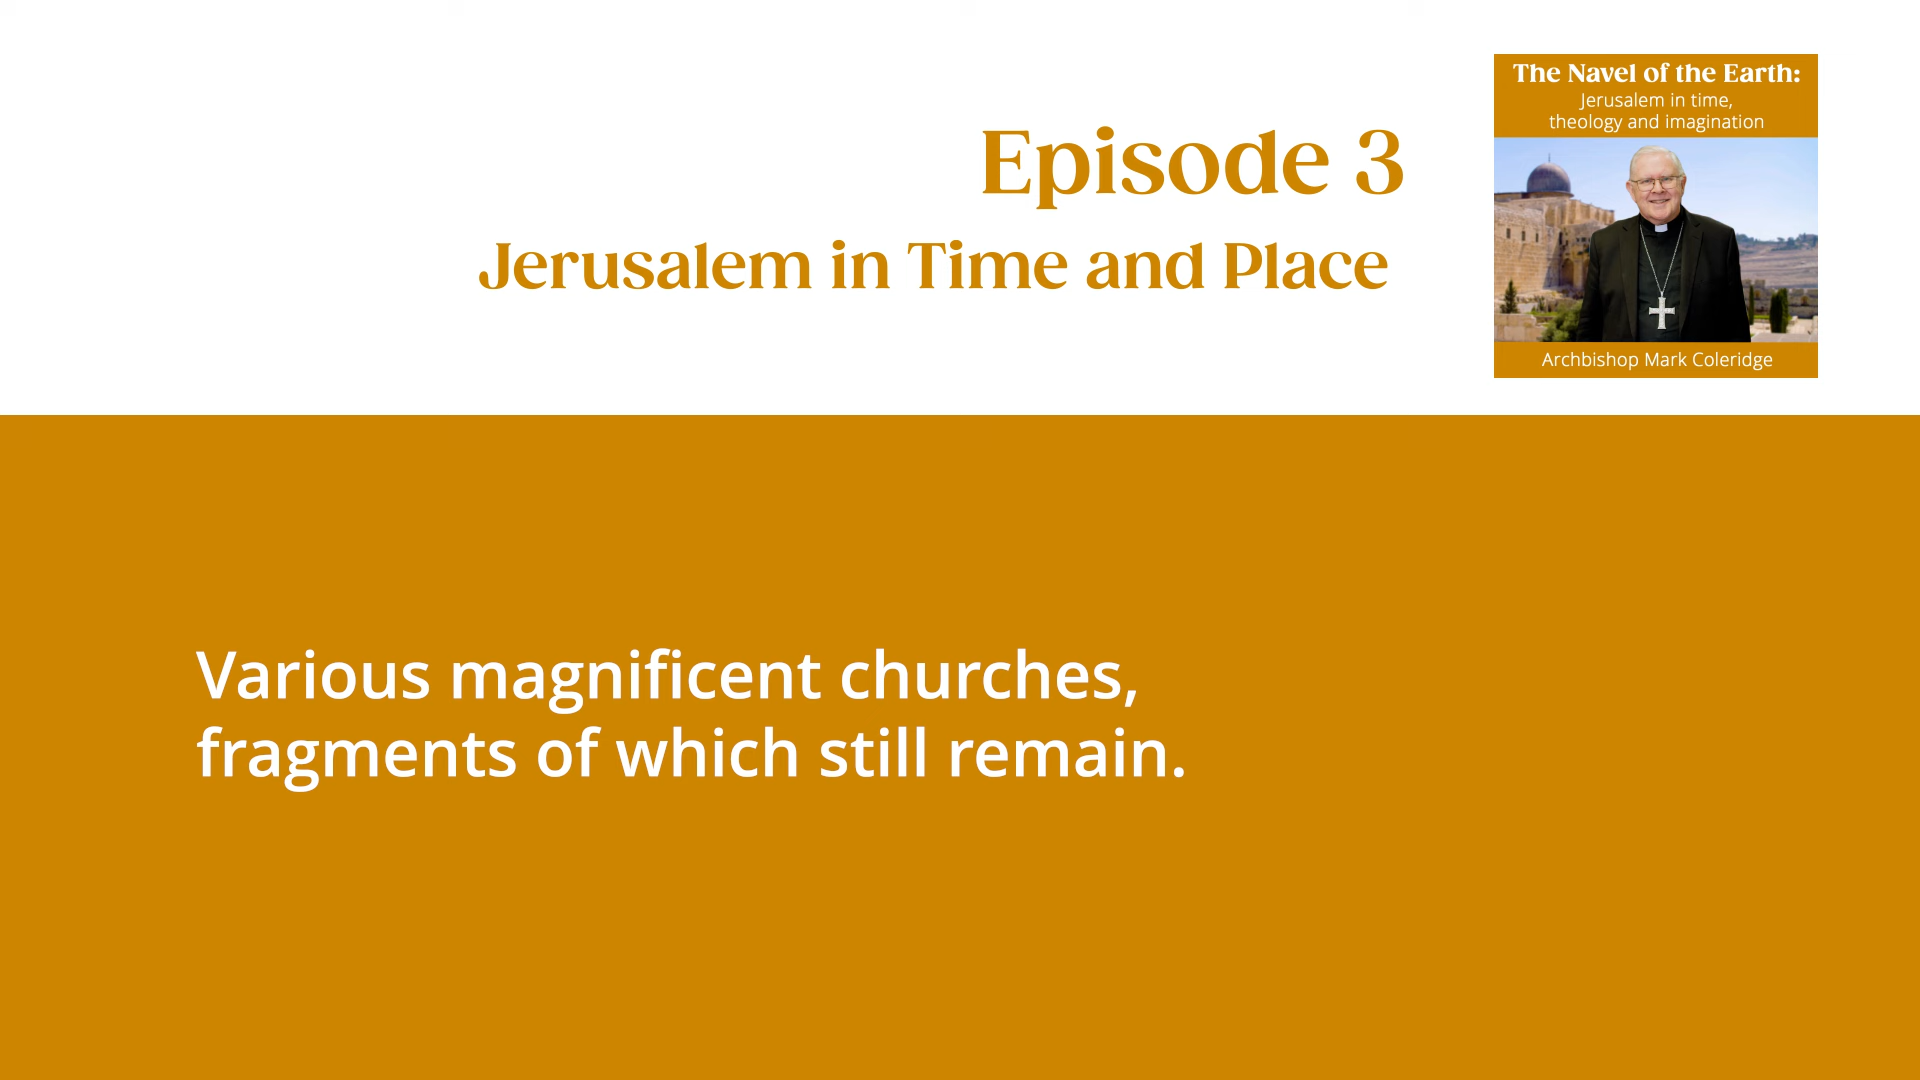 Episode 3
Jerusalem in Time and Place
The Navel of the Earth:
Jerusalem in time,
theology and imagination
Archbishop Mark Coleridge
Various magnificent churches,
fragments of which still remain.